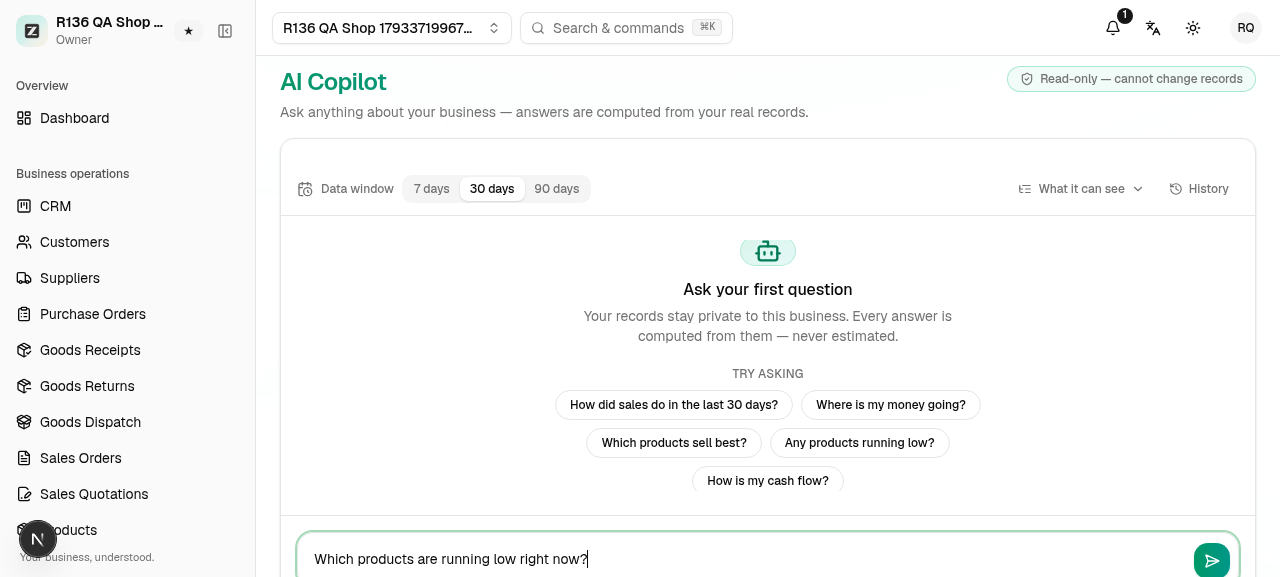 R136 QA Shop ...
Owner
Overview
Dashboard
Business operations
CRM
Customers
Suppliers
Purchase Orders
Goods Receipts
Goods Returns
Goods Dispatch
Sales Orders
Sales Quotations
oducts
N
Your business, understood.
R136 QA Shop 17933719967...
Search & commands
⌘K
1
RQ
AI Copilot
Read-only — cannot change records
Ask anything about your business — answers are computed from your real records.
Data window
7 days
30 days
90 days
What it can see
History
Ask your first question
Your records stay private to this business. Every answer is
computed from them — never estimated.
TRY ASKING
How did sales do in the last 30 days?
Where is my money going?
Which products sell best?
Any products running low?
How is my cash flow?
Which products are running low right now?